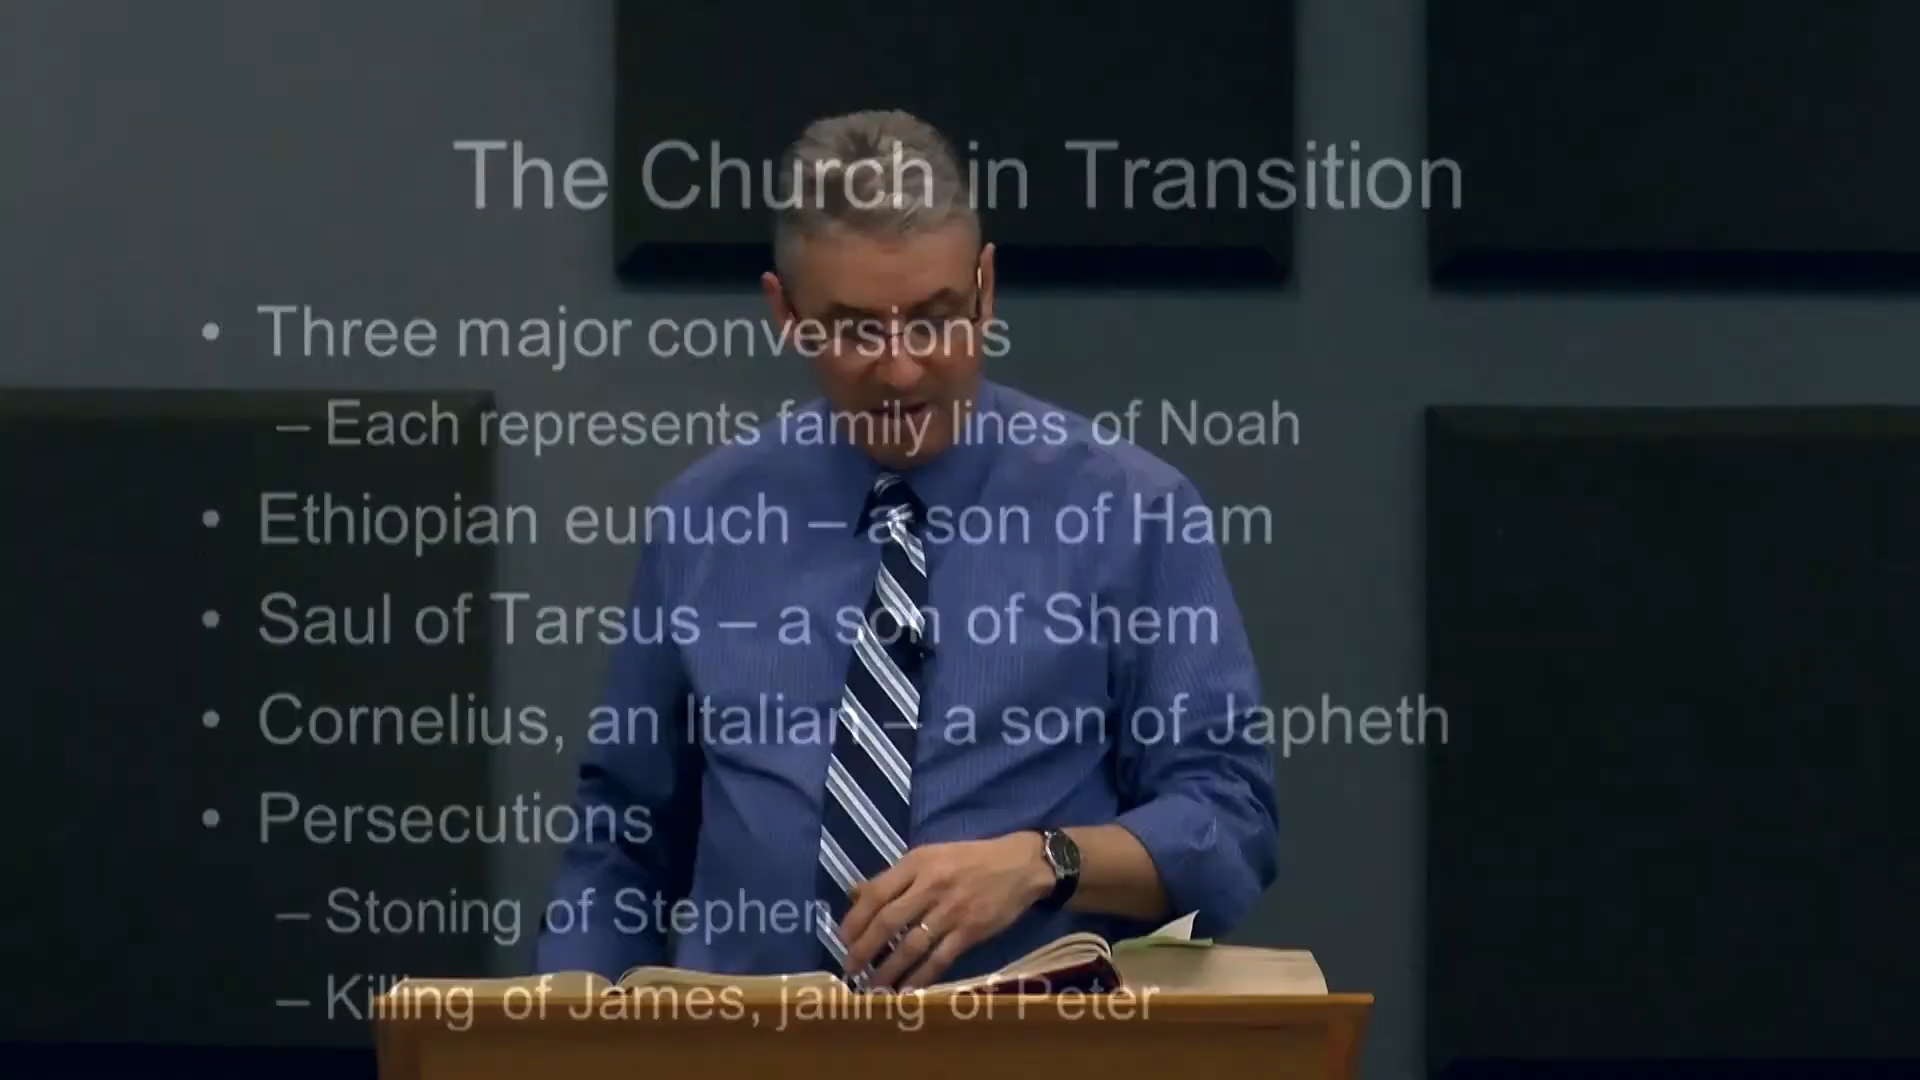 The Church in Transition
• Three major conversions
– Each represents family lines of Noah
• Ethiopian eunuch – a son of Ham
• Saul of Tarsus – a son of Shem
• Cornelius, an Italian – a son of Japheth
• Persecutions
– Stoning of Stephen
– Killing of James, jailing of Peter